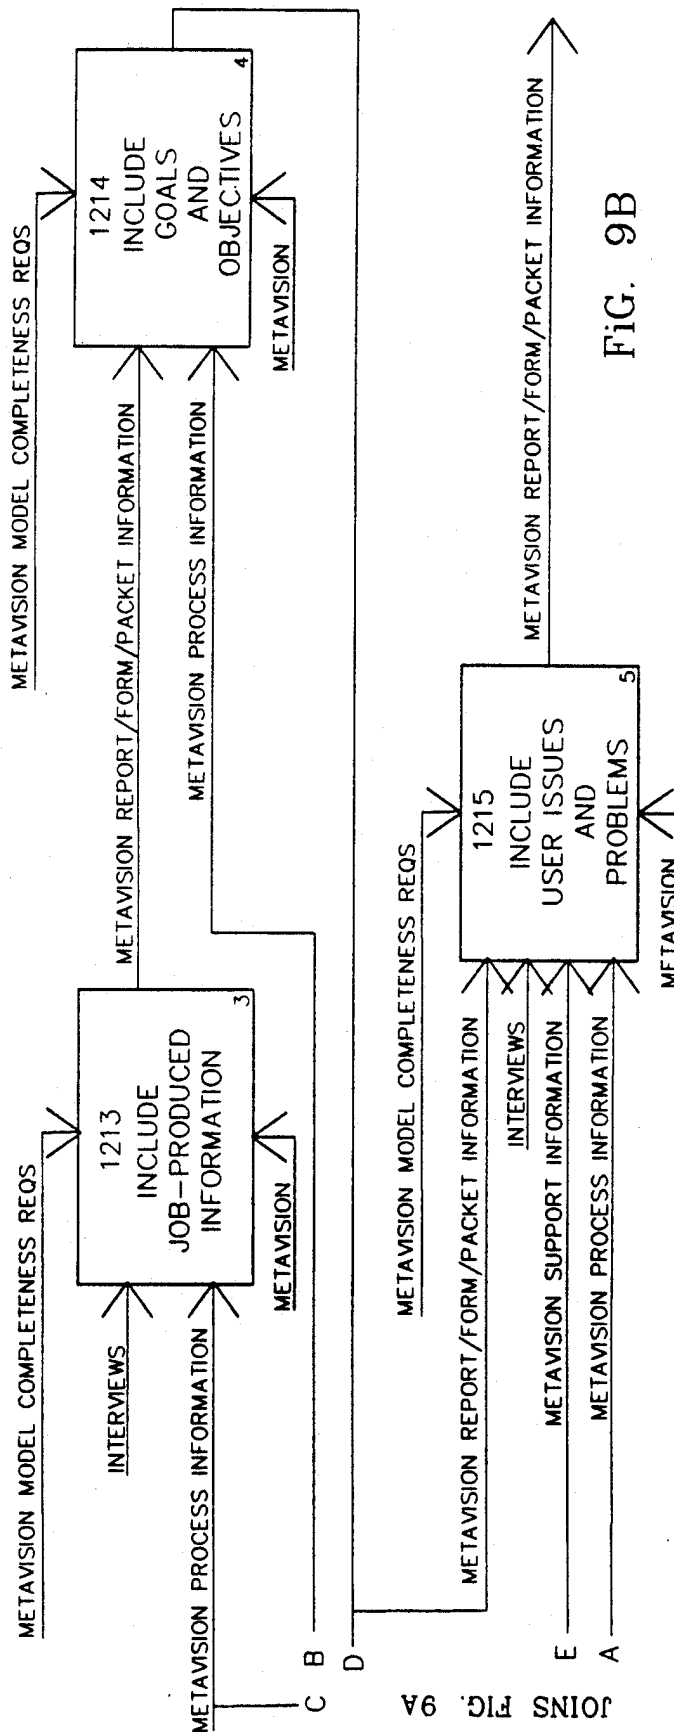 METAVISION MODEL COMPLETENESS REQS
INTERVIEWS
METAVISION PROCESS INFORMATION
1213
INCLUDE
JOB-PRODUCED
INFORMATION
3
METAVISION
METAVISION REPORT/FORM/PACKET INFORMATION
METAVISION PROCESS INFORMATION
METAVISION MODEL COMPLETENESS REQS
1214
INCLUDE
GOALS
AND
OBJECTIVES
4
METAVISION
C
B
D
METAVISION MODEL COMPLETENESS REQS
METAVISION REPORT/FORM/PACKET INFORMATION
INTERVIEWS
METAVISION SUPPORT INFORMATION
METAVISION PROCESS INFORMATION
E
A
1215
INCLUDE
USER ISSUES
AND
PROBLEMS
5
METAVISION
METAVISION REPORT/FORM/PACKET INFORMATION
JOINS FIG. 9A
FIG. 9B